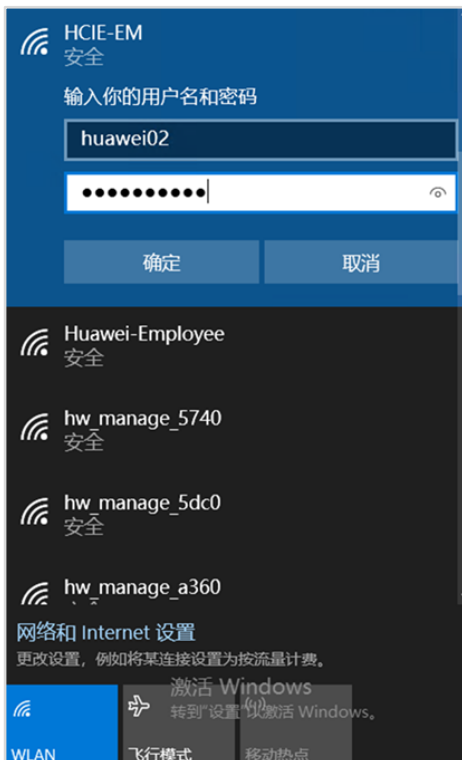 HCIE-EM
安全
输入你的用户名和密码
huawei02
••••••••••
确定 取消
Huawei-Employee
安全
hw_manage_5740
安全
hw_manage_5dc0
安全
hw_manage_a360
网络和 Internet 设置
更改设置，例如将某连接设置为按流量计费。
激活 Windows
转到"设置"以激活 Windows。
WLAN 飞行模式 移动热点